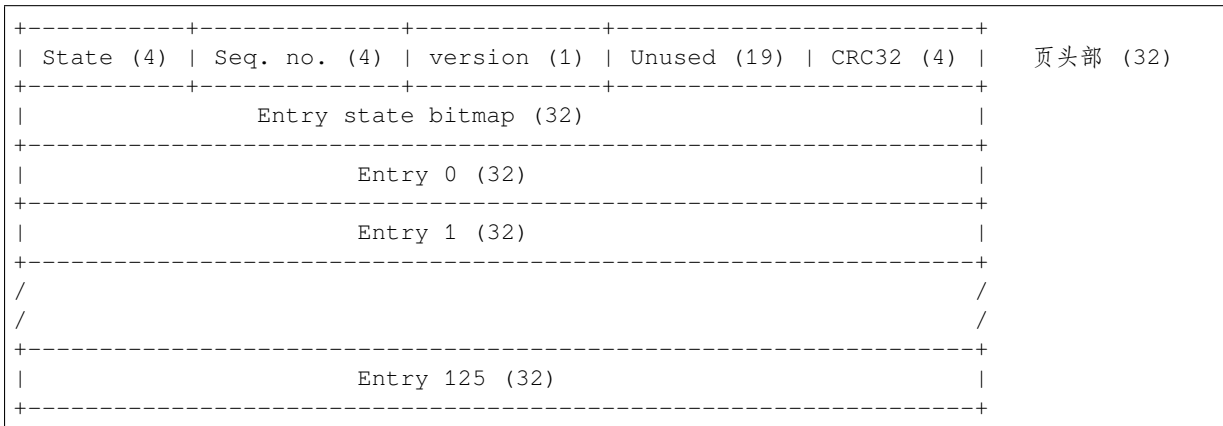 +-----------+--------------+-------------+-------------------------+
| State (4) | Seq. no. (4) | version (1) | Unused (19) | CRC32 (4) | 页头部 (32)
+-----------+--------------+-------------+-------------------------+
| Entry state bitmap (32) |
+------------------------------------------------------------------+
| Entry 0 (32) |
+------------------------------------------------------------------+
| Entry 1 (32) |
+------------------------------------------------------------------+
/ /
/ /
+------------------------------------------------------------------+
| Entry 125 (32) |
+------------------------------------------------------------------+